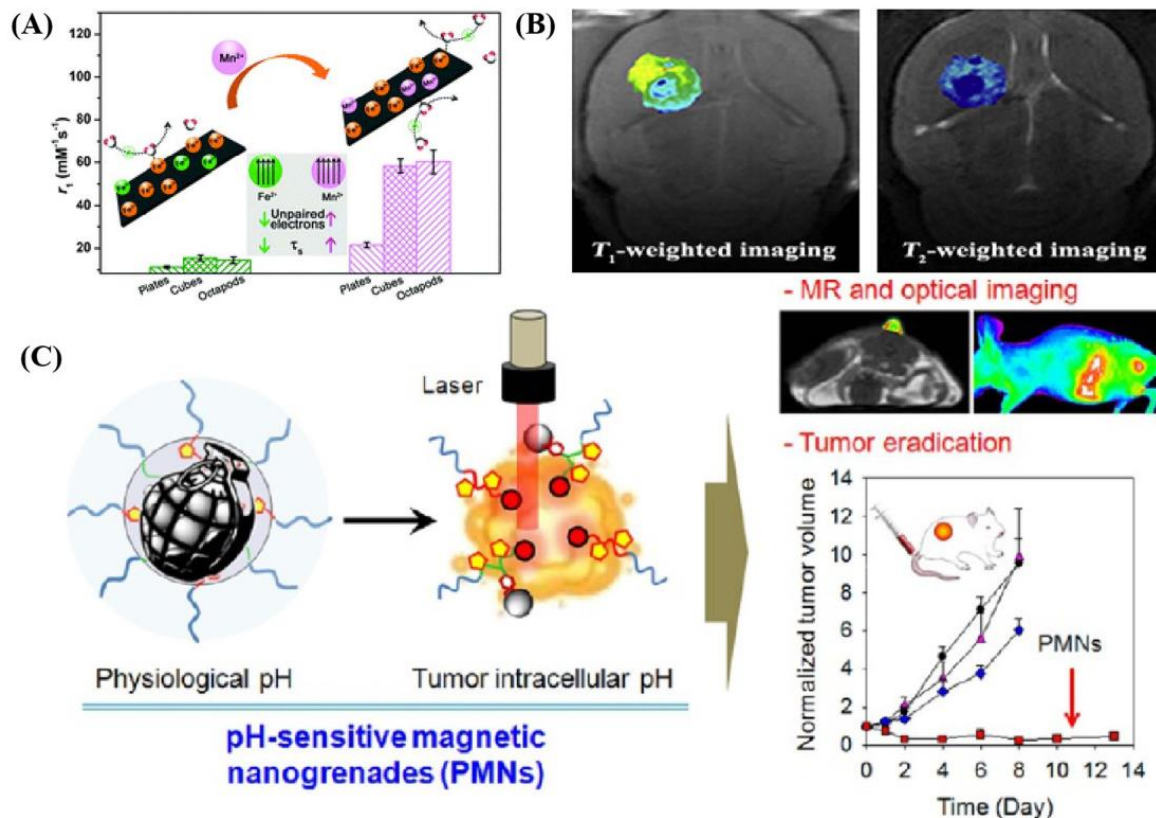 (A)
r₁ (mM⁻¹s⁻¹)
140
120
100
80
60
40
20
Mn²⁺
Fe²⁺ Mn²⁺
Unpaired
electrons
τₛ
Plates Cubes Octapods
Plates Cubes Octapods
(B)
T₁-weighted imaging
T₂-weighted imaging
(C)
Laser
Physiological pH
Tumor intracellular pH
pH-sensitive magnetic
nanogrenades (PMNs)
- MR and optical imaging
- Tumor eradication
Normalized tumor volume
14
12
10
8
6
4
2
0
PMNs
0 2 4 6 8 10 12 14
Time (Day)